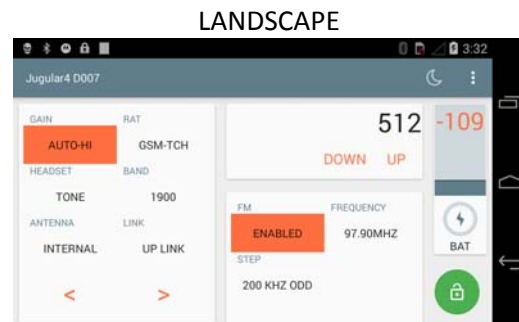 LANDSCAPE
3:32
Jugular4 D007
GAIN RAT
AUTO-HI GSM-TCH
HEADSET BAND
TONE 1900
ANTENNA LINK
INTERNAL UP LINK
< >
512
DOWN UP
FM FREQUENCY
ENABLED 97.90MHZ
STEP
200 KHZ ODD
-109
BAT